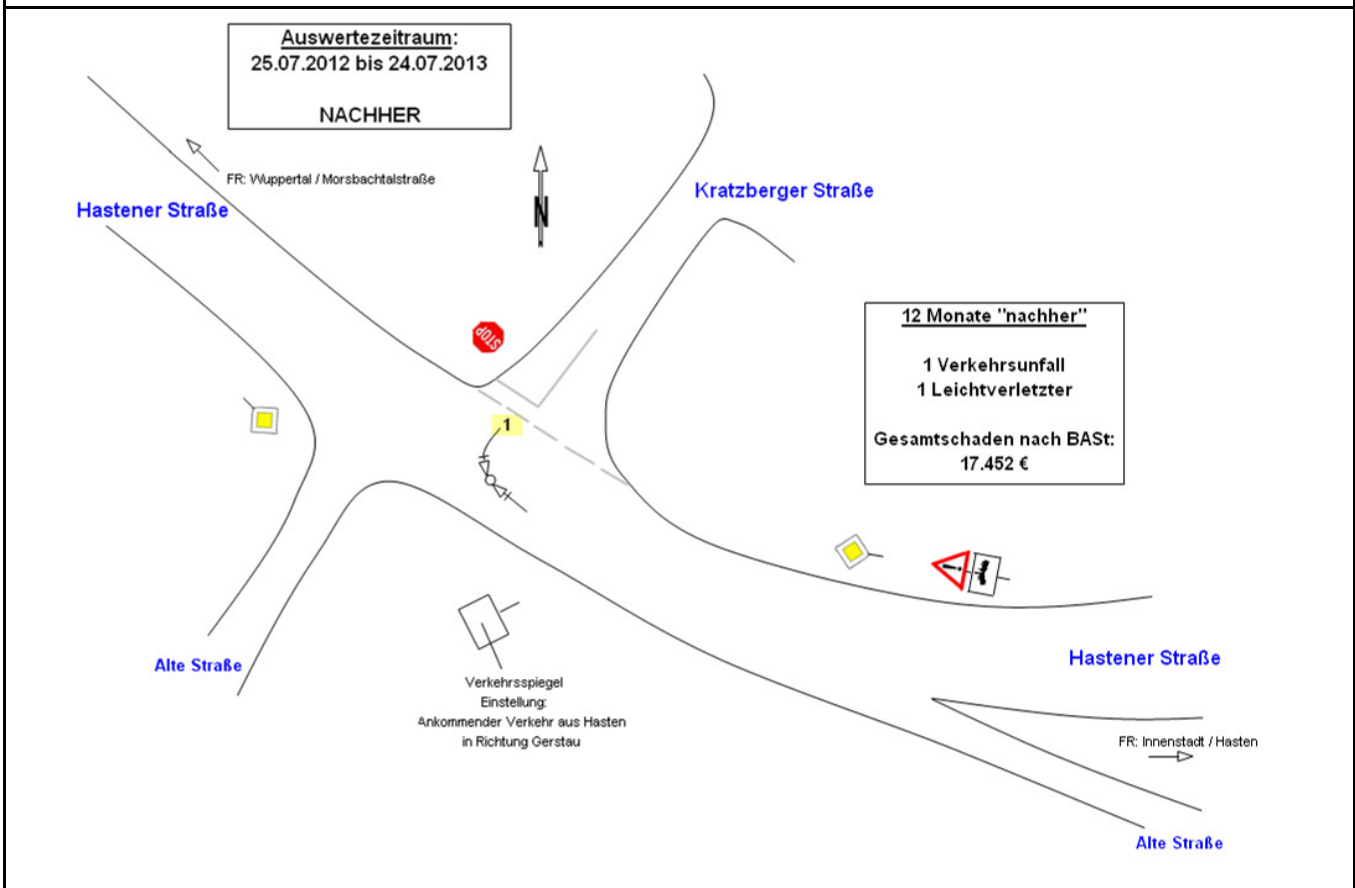 Auswertezeitraum:
25.07.2012 bis 24.07.2013
NACHHER
FR: Wuppertal / Morsbachtalstraße
Hastener Straße
N
Kratzberger Straße
STOP
12 Monate "nachher"
1 Verkehrsunfall
1 Leichtverletzter
Gesamtschaden nach BASt:
17.452 €
1
Alte Straße
Verkehrsspiegel
Einstellung:
Ankommender Verkehr aus Hasten
in Richtung Gerstau
Hastener Straße
FR: Innenstadt / Hasten
Alte Straße